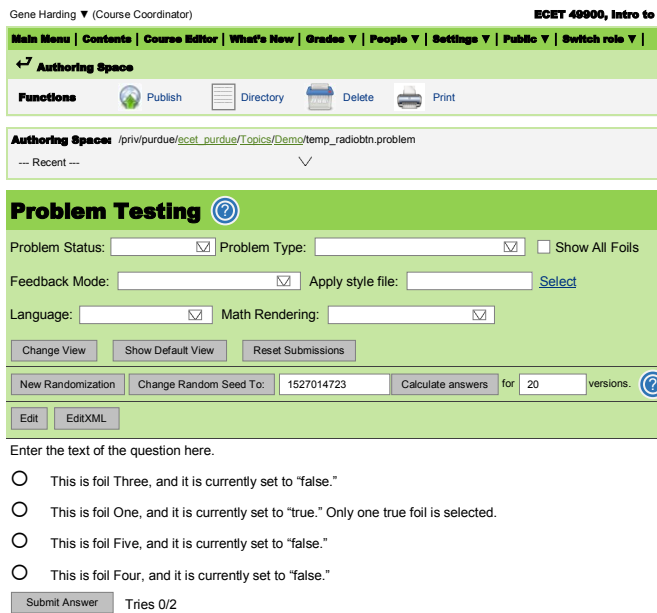 Gene Harding ▼ (Course Coordinator) ECET 49900, Intro to
Main Menu | Contents | Course Editor | What's New | Grades ▼ | People ▼ | Settings ▼ | Public ▼ | Switch role ▼ |
Authoring Space
Functions Publish Directory Delete Print
Authoring Space: /priv/purdue/ecet_purdue/Topics/Demo/temp_radiobtn.problem
--- Recent ---
Problem Testing ?
Problem Status: Problem Type: Show All Foils
Feedback Mode: Apply style file: Select
Language: Math Rendering:
Change View Show Default View Reset Submissions
New Randomization Change Random Seed To: 1527014723 Calculate answers for 20 versions. ?
Edit EditXML
Enter the text of the question here.
This is foil Three, and it is currently set to “false.”
This is foil One, and it is currently set to “true.” Only one true foil is selected.
This is foil Five, and it is currently set to “false.”
This is foil Four, and it is currently set to “false.”
Submit Answer Tries 0/2